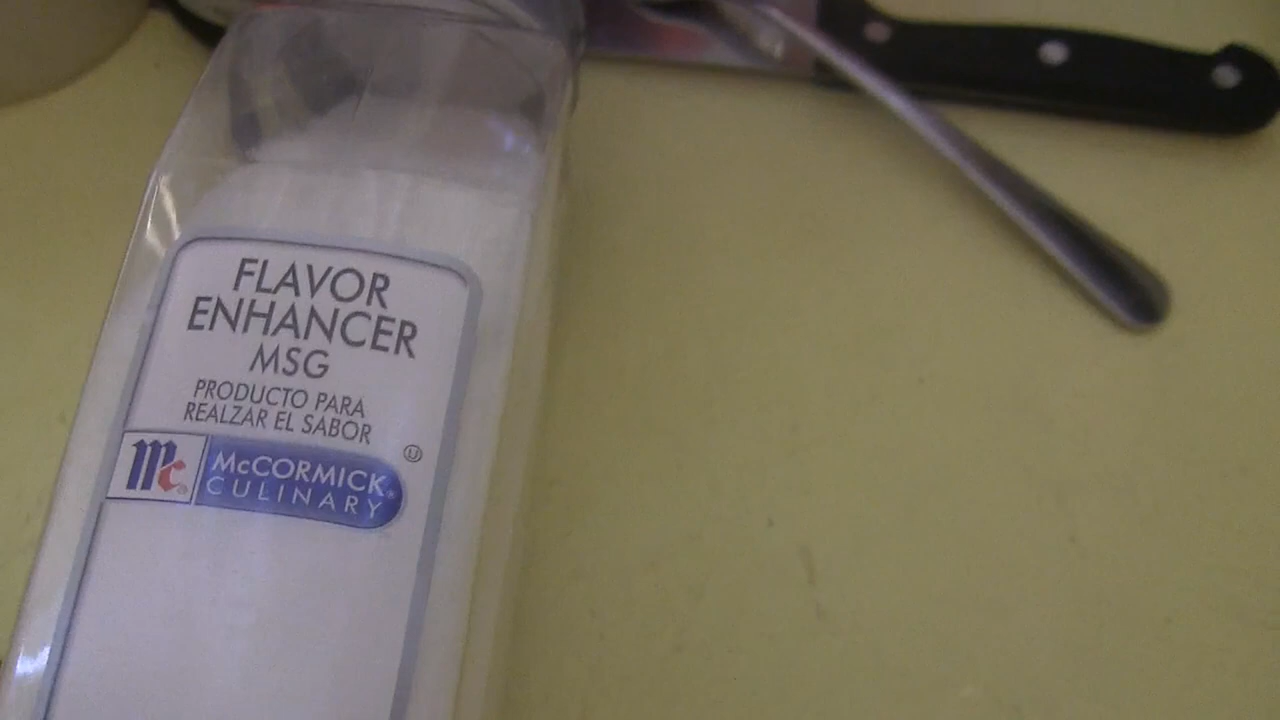 FLAVOR
ENHANCER
MSG
PRODUCTO PARA
REALZAR EL SABOR
Mc
McCORMICK®
CULINARY